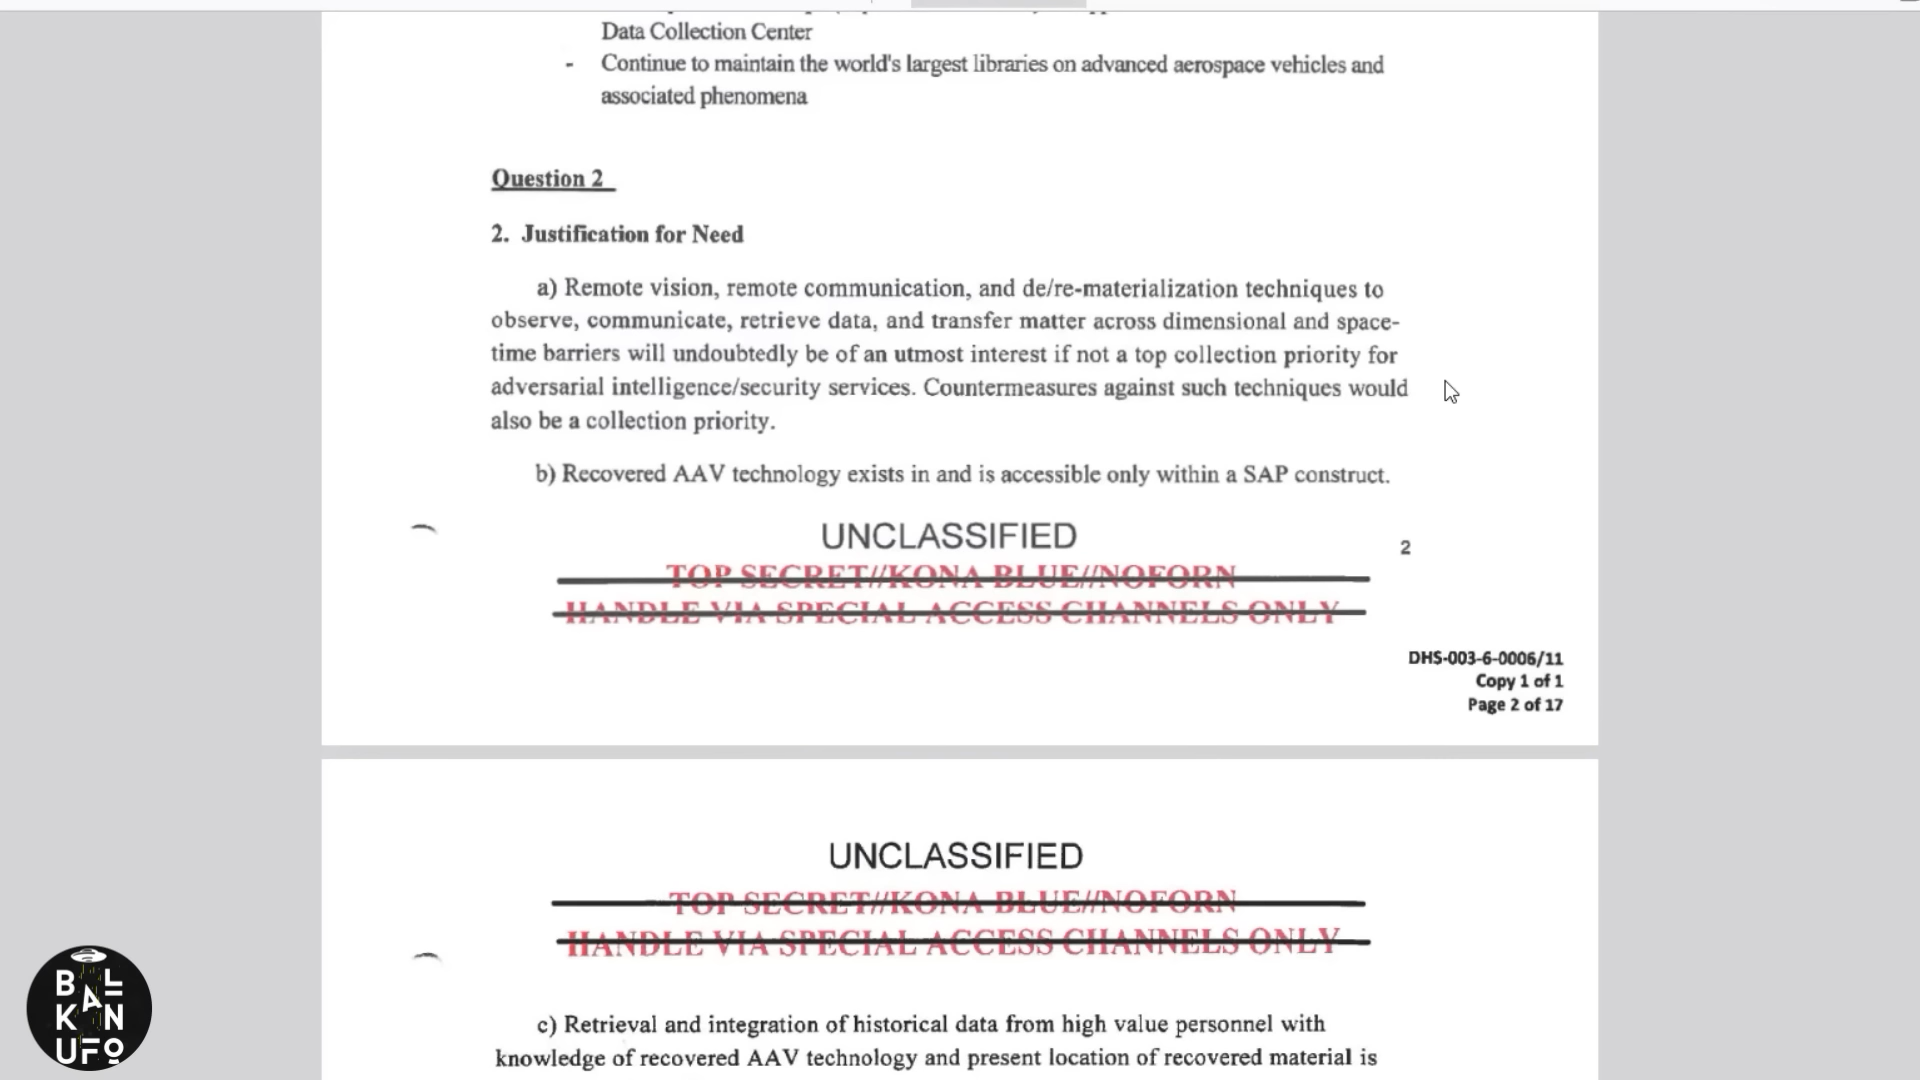 Data Collection Center
- Continue to maintain the world's largest libraries on advanced aerospace vehicles and
associated phenomena
Question 2
2. Justification for Need
a) Remote vision, remote communication, and de/re-materialization techniques to
observe, communicate, retrieve data, and transfer matter across dimensional and space-
time barriers will undoubtedly be of an utmost interest if not a top collection priority for
adversarial intelligence/security services. Countermeasures against such techniques would
also be a collection priority.
b) Recovered AAV technology exists in and is accessible only within a SAP construct.
UNCLASSIFIED
2
TOP SECRET//KONA BLUE//NOFORN
HANDLE VIA SPECIAL ACCESS CHANNELS ONLY
DHS-003-6-0006/11
Copy 1 of 1
Page 2 of 17
UNCLASSIFIED
TOP SECRET//KONA BLUE//NOFORN
HANDLE VIA SPECIAL ACCESS CHANNELS ONLY
c) Retrieval and integration of historical data from high value personnel with
knowledge of recovered AAV technology and present location of recovered material is
BAL
KAN
UFO